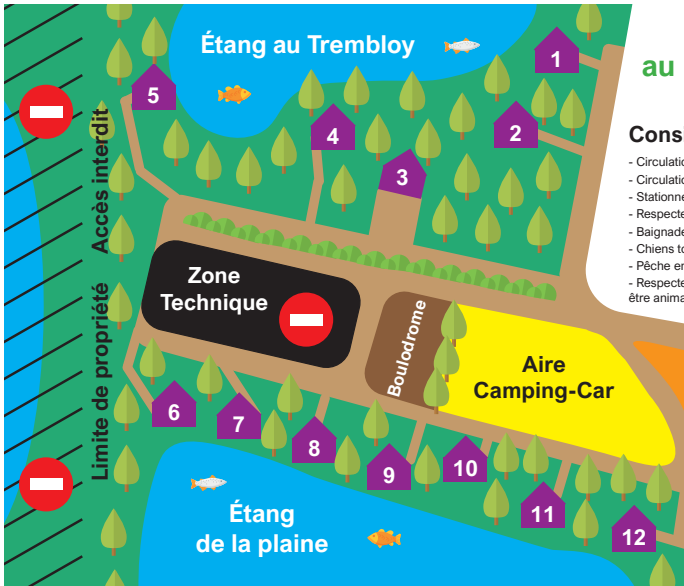 Étang au Trembloy
1
au
5
2
4
Consi
3
- Circulatio
- Circulatio
- Stationne
- Respecte
- Baignade
- Chiens to
- Pêche en
- Respecte
être anima
Accès interdit
Limite de propriété
Zone
Technique
Boulodrome
Aire
Camping-Car
6
7
8
9
10
11
12
Étang
de la plaine